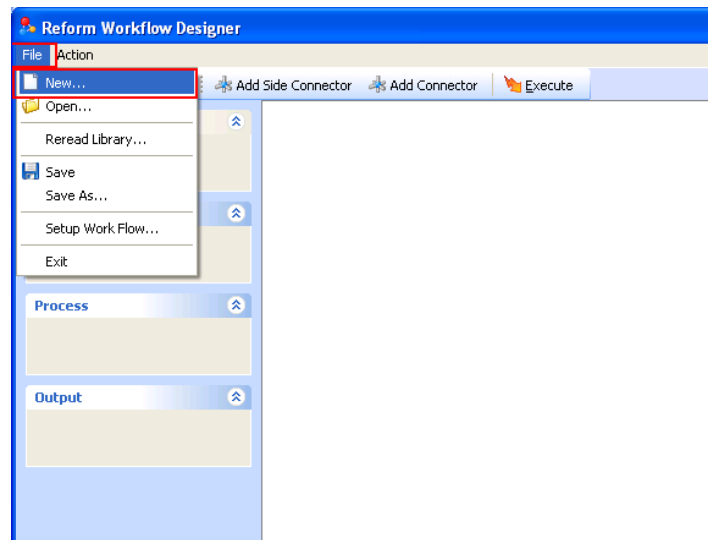 Reform Workflow Designer
File Action
New...
Add Side Connector Add Connector Execute
Open...
Reread Library...
Save
Save As...
Setup Work Flow...
Exit
Process
Output